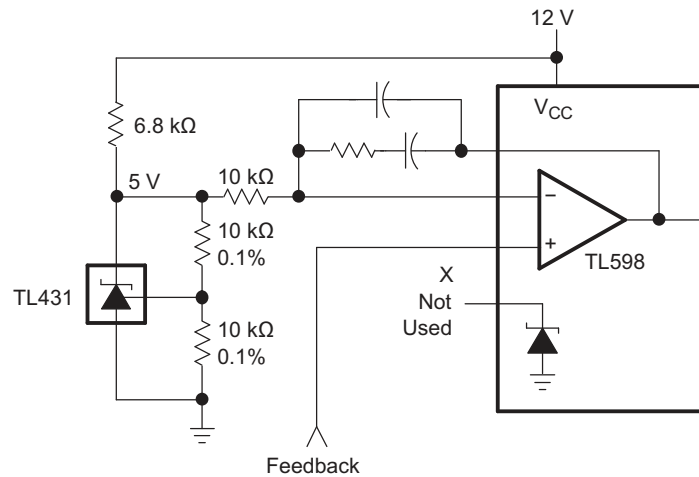 12 V
V_CC
6.8 kΩ
5 V
10 kΩ
10 kΩ
0.1%
−
+
TL598
X
Not
Used
TL431
10 kΩ
0.1%
Feedback